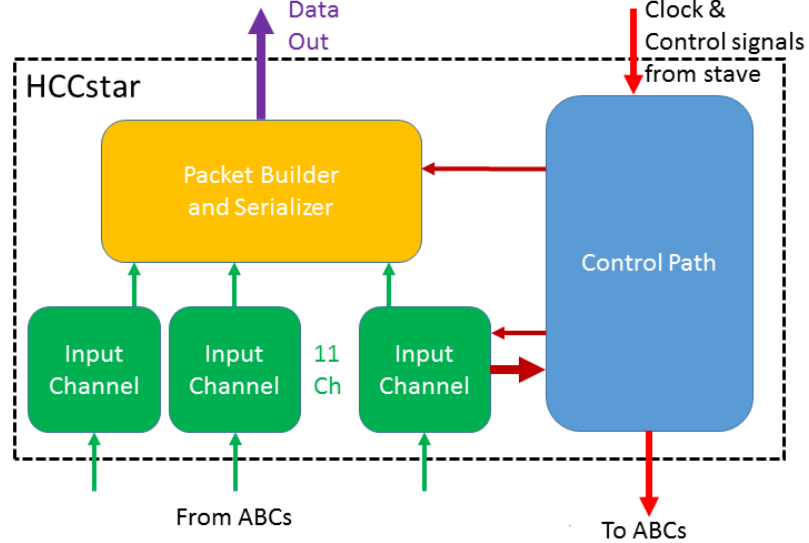 Data
Out
Clock &
Control signals
from stave
HCCstar
Packet Builder
and Serializer
Control Path
Input
Channel
Input
Channel
11
Ch
Input
Channel
From ABCs
To ABCs